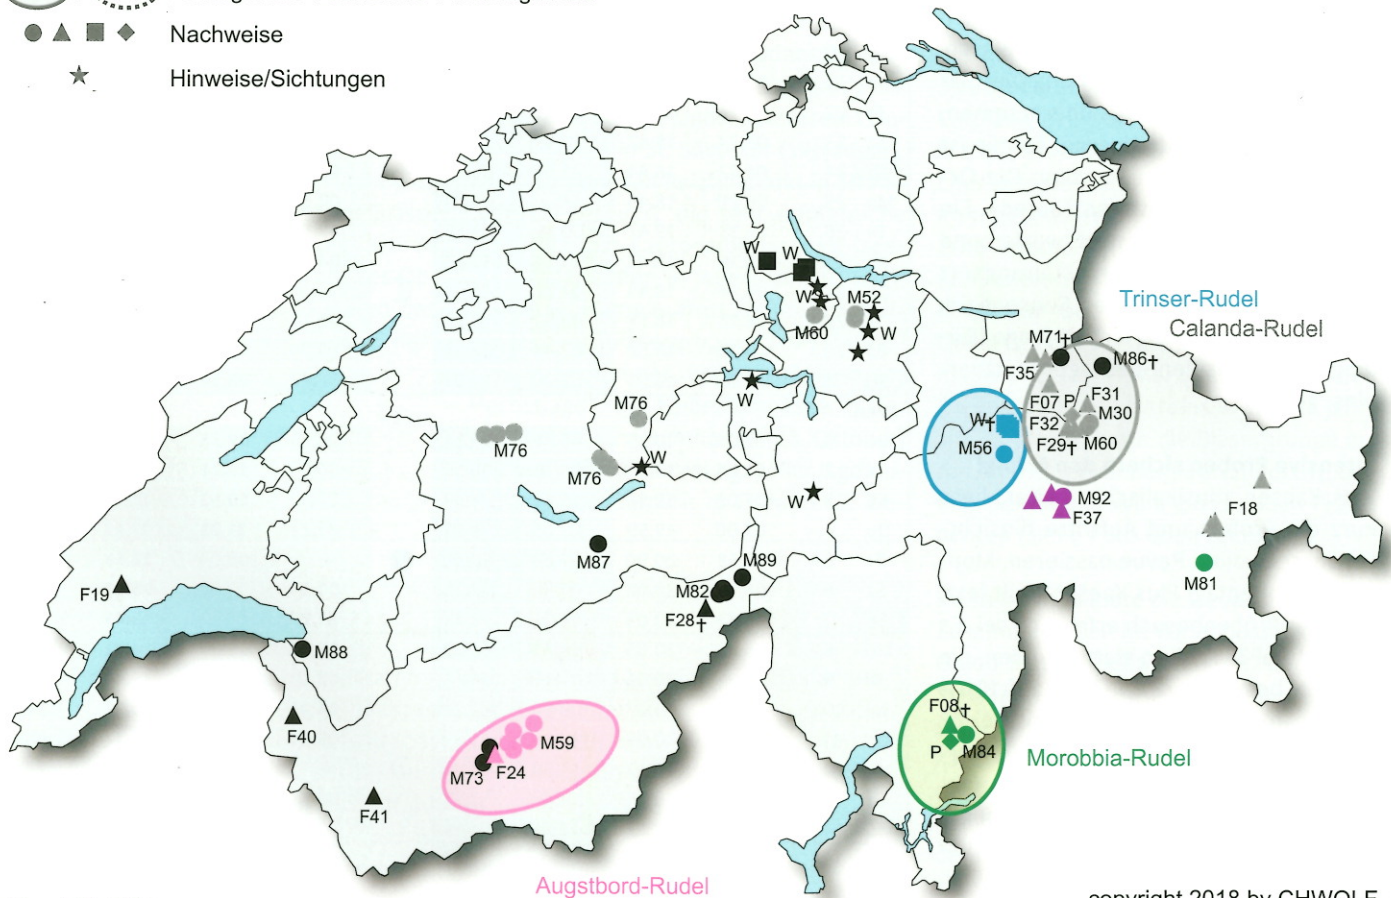 Nachweise
Hinweise/Sichtungen
W
W
W
M52
M60
W
W
Trinser-Rudel
Calanda-Rudel
M71†
M86†
F35
F07 P F31
M30
F32
F29† M60
W†
M56
M76
M76
M76
W
W
M92
F37
F18
M81
M87
M89
M82
F28†
F19
M88
F40
F41
M59
M73 F24
F08†
P M84
Morobbia-Rudel
Augstbord-Rudel
copyright 2018 by CHWOLF